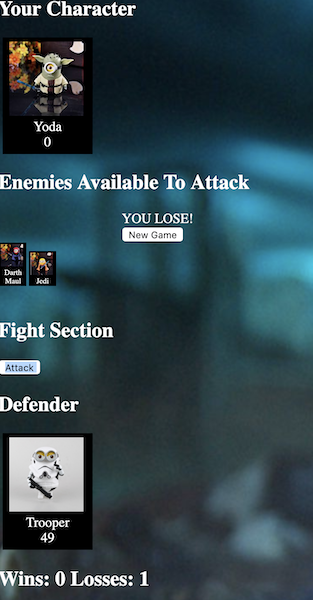 Your Character
Yoda
0
Enemies Available To Attack
YOU LOSE!
New Game
Darth
Maul
Jedi
Fight Section
Attack
Defender
Trooper
49
Wins: 0 Losses: 1